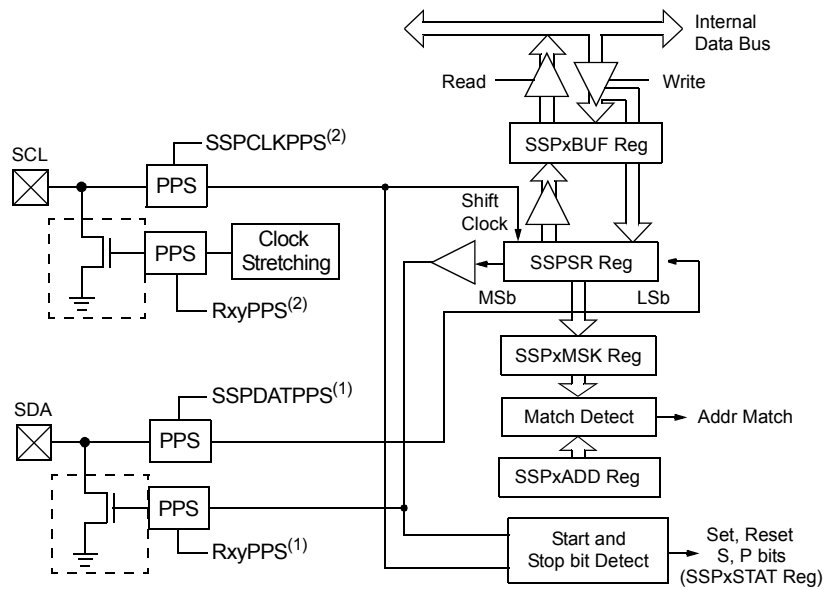 Internal
Data Bus
Read
Write
SSPCLKPPS(2)
SSPxBUF Reg
SCL
PPS
Shift
Clock
PPS
Clock
Stretching
SSPSR Reg
MSb
LSb
RxyPPS(2)
SSPxMSK Reg
SSPDATPPS(1)
SDA
PPS
Match Detect
Addr Match
SSPxADD Reg
PPS
Start and
Stop bit Detect
Set, Reset
S, P bits
(SSPxSTAT Reg)
RxyPPS(1)